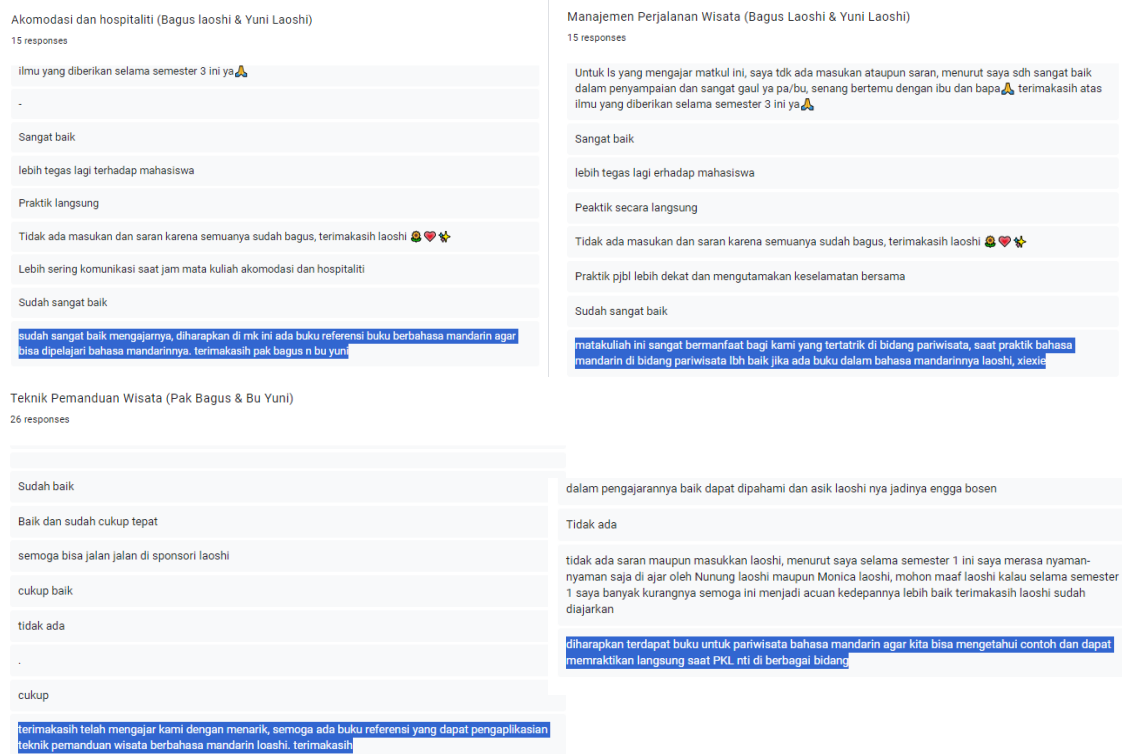 Akomodasi dan hospitaliti (Bagus laoshi & Yuni Laoshi)
15 responses
ilmu yang diberikan selama semester 3 ini ya🙏
-
Sangat baik
lebih tegas lagi terhadap mahasiswa
Praktik langsung
Tidak ada masukan dan saran karena semuanya sudah bagus, terimakasih laoshi 🌻❤️✨
Lebih sering komunikasi saat jam mata kuliah akomodasi dan hospitaliti
Sudah sangat baik
sudah sangat baik mengajarnya, diharapkan di mk ini ada buku referensi buku berbahasa mandarin agar
bisa dipelajari bahasa mandarinnya. terimakasih pak bagus n bu yuni
Manajemen Perjalanan Wisata (Bagus Laoshi & Yuni Laoshi)
15 responses
Untuk ls yang mengajar matkul ini, saya tdk ada masukan ataupun saran, menurut saya sdh sangat baik
dalam penyampaian dan sangat gaul ya pa/bu, senang bertemu dengan ibu dan bapa🙏 terimakasih atas
ilmu yang diberikan selama semester 3 ini ya🙏
Sangat baik
lebih tegas lagi erhadap mahasiswa
Peaktik secara langsung
Tidak ada masukan dan saran karena semuanya sudah bagus, terimakasih laoshi 🌻❤️✨
Praktik pjbl lebih dekat dan mengutamakan keselamatan bersama
Sudah sangat baik
matakuliah ini sangat bermanfaat bagi kami yang tertatrik di bidang pariwisata, saat praktik bahasa
mandarin di bidang pariwisata lbh baik jika ada buku dalam bahasa mandarinnya laoshi, xiexie
Teknik Pemanduan Wisata (Pak Bagus & Bu Yuni)
26 responses
Sudah baik
Baik dan sudah cukup tepat
semoga bisa jalan jalan di sponsori laoshi
cukup baik
tidak ada
.
cukup
terimakasih telah mengajar kami dengan menarik, semoga ada buku referensi yang dapat pengaplikasian
teknik pemanduan wisata berbahasa mandarin loashi. terimakasih
dalam pengajarannya baik dapat dipahami dan asik laoshi nya jadinya engga bosen
Tidak ada
tidak ada saran maupun masukkan laoshi, menurut saya selama semester 1 ini saya merasa nyaman-
nyaman saja di ajar oleh Nunung laoshi maupun Monica laoshi, mohon maaf laoshi kalau selama semester
1 saya banyak kurangnya semoga ini menjadi acuan kedepannya lebih baik terimakasih laoshi sudah
diajarkan
diharapkan terdapat buku untuk pariwisata bahasa mandarin agar kita bisa mengetahui contoh dan dapat
memraktikan langsung saat PKL nti di berbagai bidang